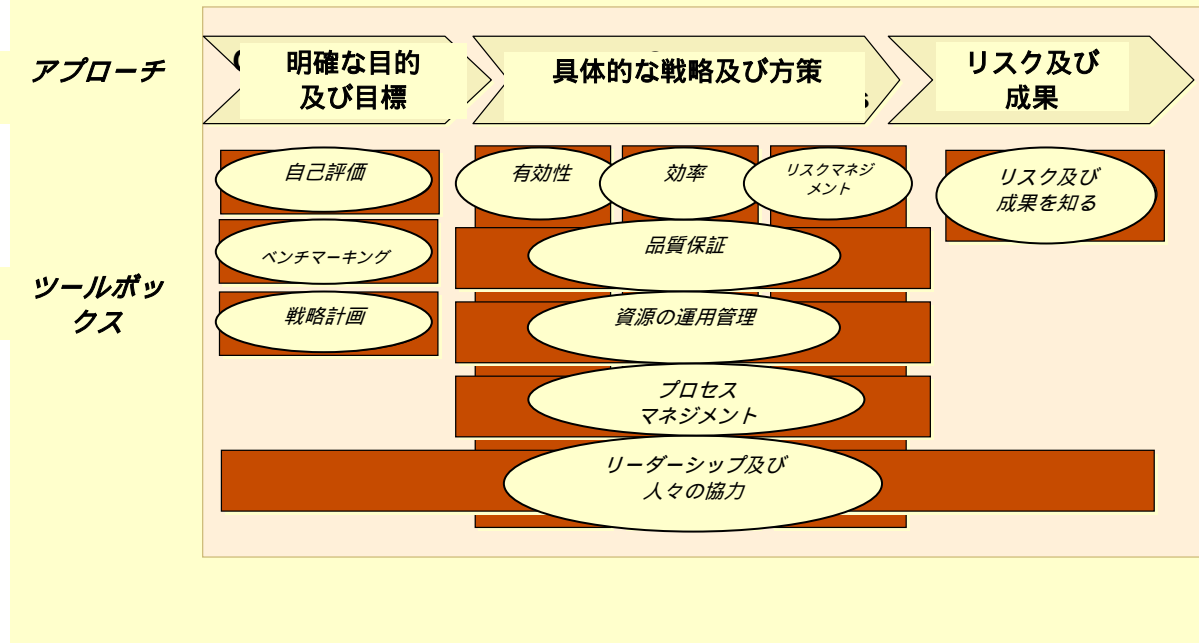 アプローチ
明確な目的
及び目標
具体的な戦略及び方策
リスク及び
成果
ツールボッ
クス
自己評価
ベンチマーキング
戦略計画
有効性
効率
リスクマネジ
メント
品質保証
資源の運用管理
プロセス
マネジメント
リーダーシップ及び
人々の協力
リスク及び
成果を知る